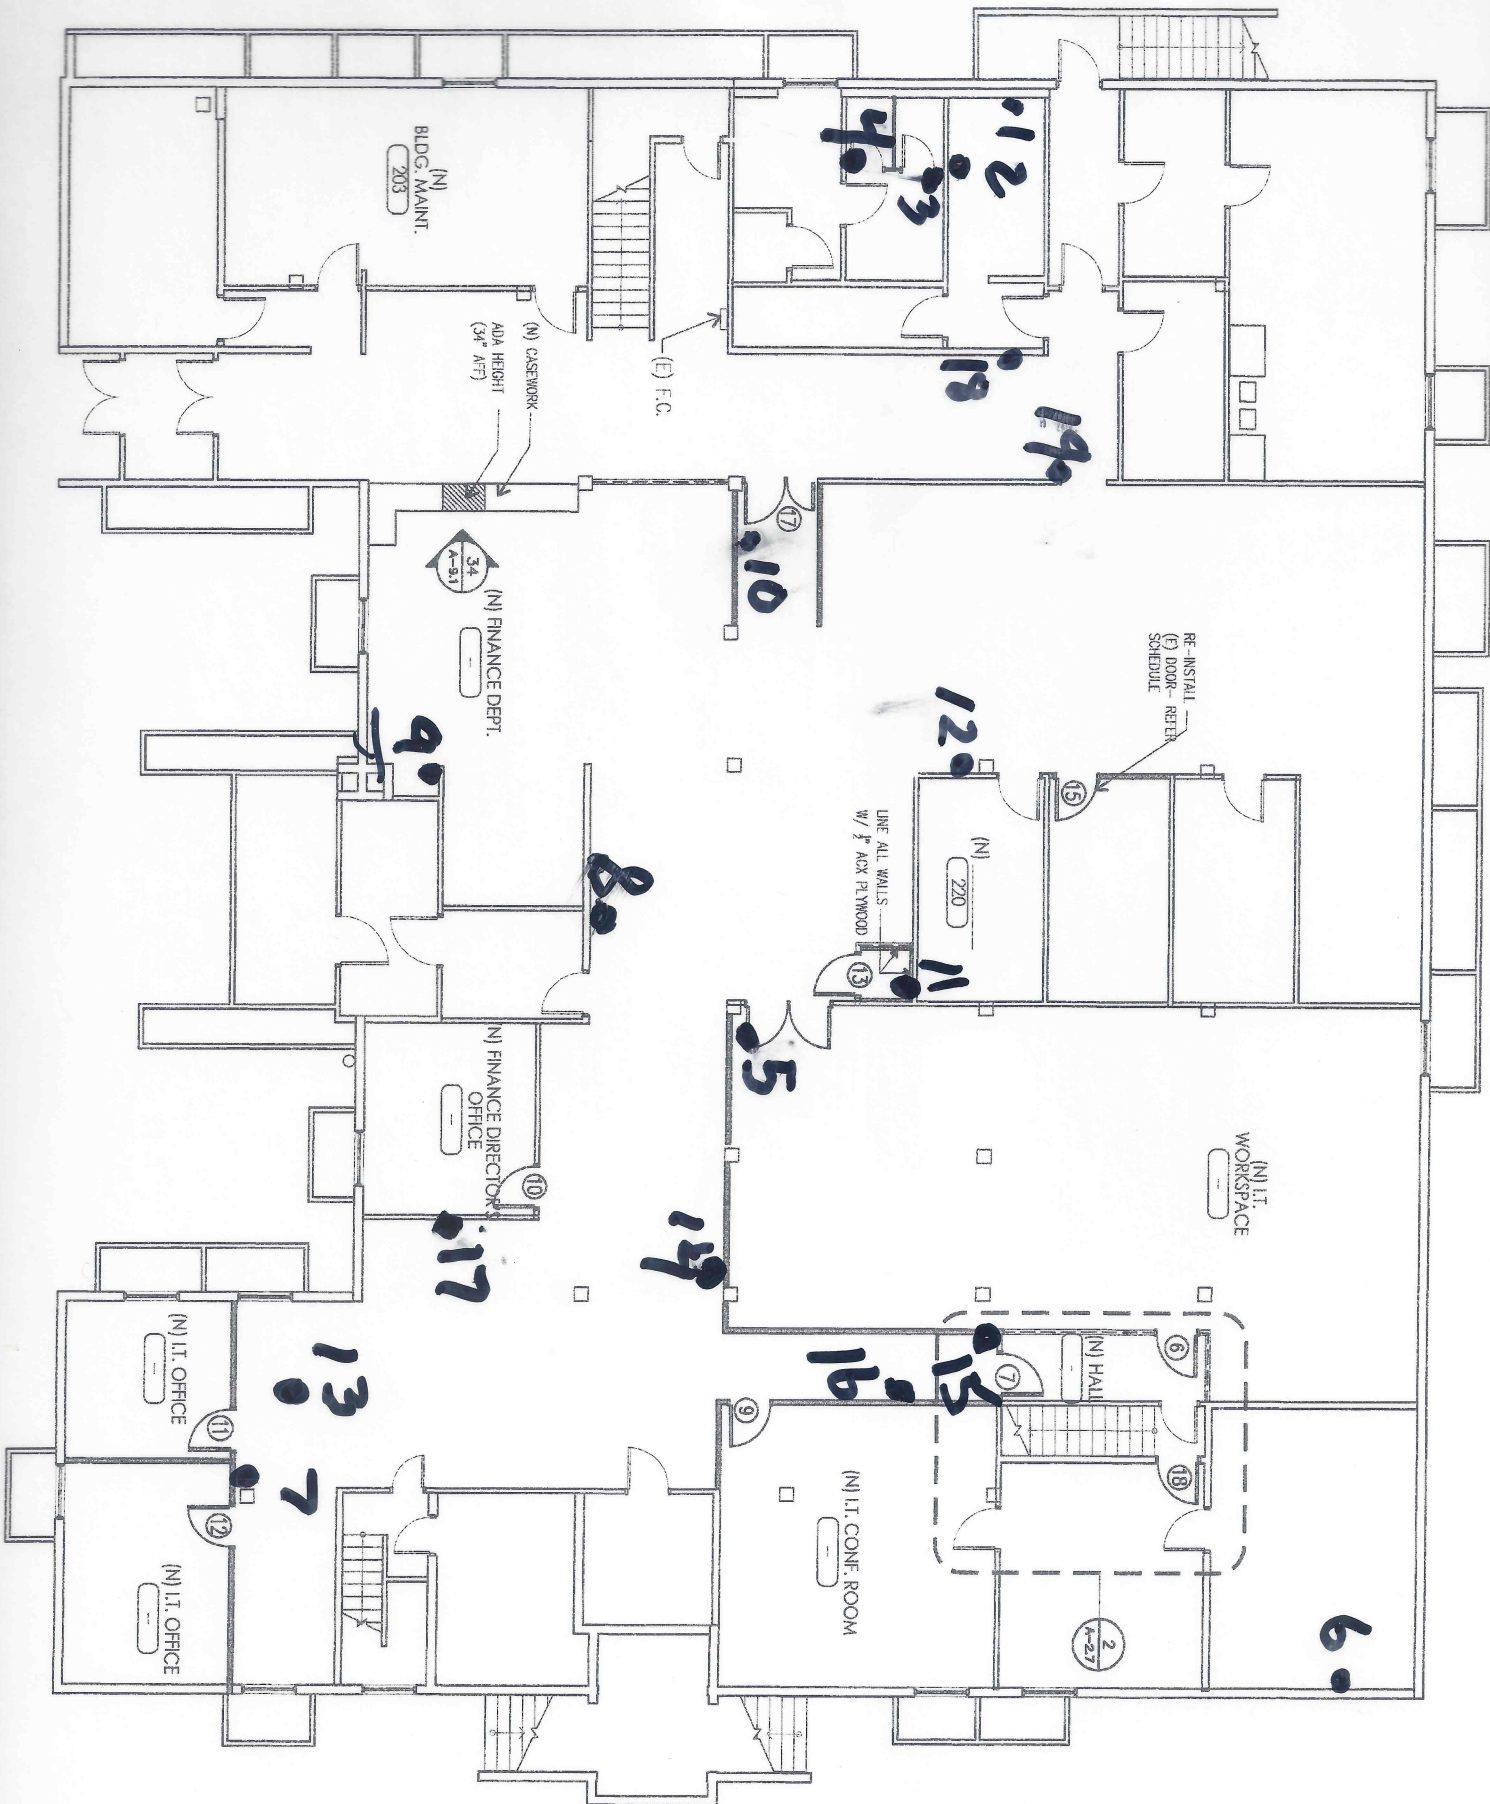 (N)
BLDG. MAINT.
203
4
3
2
1
(N) CASEWORK
ADA HEIGHT
(34" AFF)
(E) F.C.
18
19
17
10
34
A-9.1
(N) FINANCE DEPT.
--
RE-INSTALL
(E) DOOR- REFER
SCHEDULE
9
12
15
LINE ALL WALLS
W/ ACX PLYWOOD
(N)
220
8
13
11
5
N) FINANCE DIRECTOR'S
OFFICE
--
10
(N) I.T.
WORKSPACE
--
17
14
(N) I.T. OFFICE
--
11
13
16
15
7
(N) HALL
--
6
9
7
12
18
(N) I.T. CONF. ROOM
--
(N) I.T. OFFICE
--
2
A-2.7
6